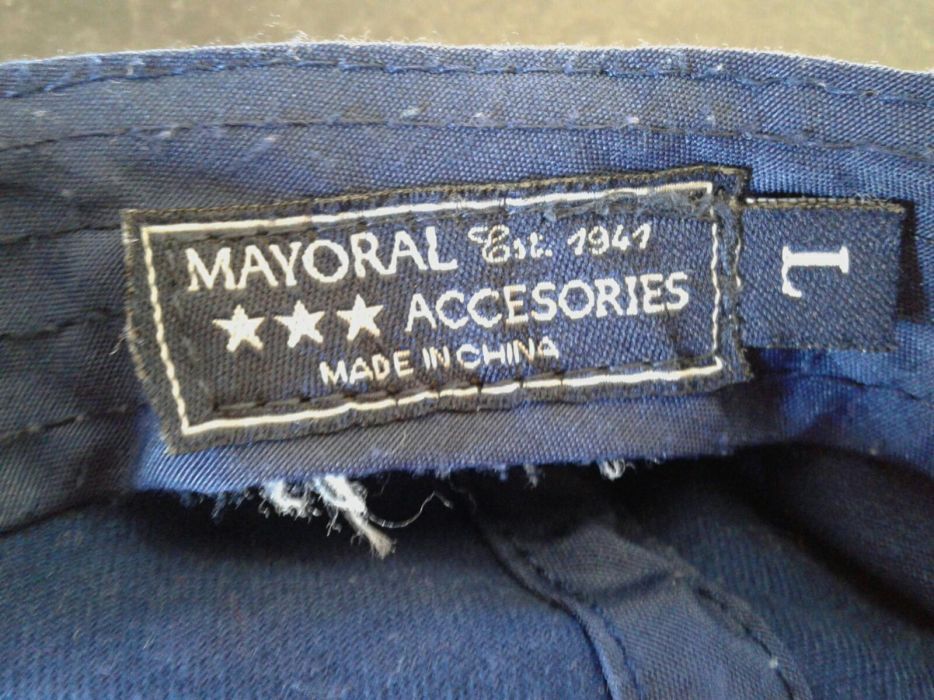 MAYORAL Est. 1941
★★★ ACCESORIES
MADE IN CHINA
L